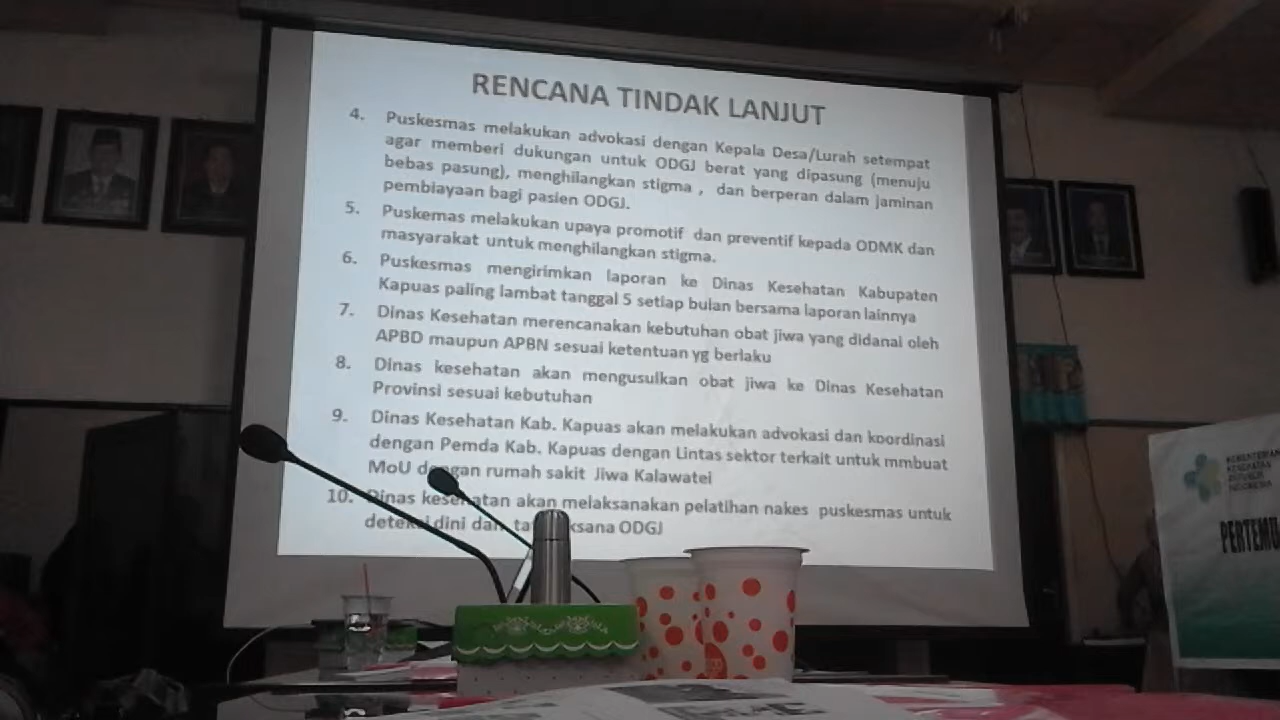 RENCANA TINDAK LANJUT
4. Puskesmas melakukan advokasi dengan Kepala Desa/Lurah setempat
agar memberi dukungan untuk ODGJ berat yang dipasung (menuju
bebas pasung), menghilangkan stigma , dan berperan dalam jaminan
pembiayaan bagi pasien ODGJ.
5. Puskemas melakukan upaya promotif dan preventif kepada ODMK dan
masyarakat untuk menghilangkan stigma.
6. Puskesmas mengirimkan laporan ke Dinas Kesehatan Kabupaten
Kapuas paling lambat tanggal 5 setiap bulan bersama laporan lainnya
7. Dinas Kesehatan merencanakan kebutuhan obat jiwa yang didanai oleh
APBD maupun APBN sesuai ketentuan yg berlaku
8. Dinas kesehatan akan mengusulkan obat jiwa ke Dinas Kesehatan
Provinsi sesuai kebutuhan
9. Dinas Kesehatan Kab. Kapuas akan melakukan advokasi dan koordinasi
dengan Pemda Kab. Kapuas dengan Lintas sektor terkait untuk mmbuat
MoU dengan rumah sakit Jiwa Kalawatei
10. Dinas kesehatan akan melaksanakan pelatihan nakes puskesmas untuk
deteksi dini dan ksana ODGJ
KEMENTERIAN
KESEHATAN
REPUBLIK
INDONESIA
PERTEMU